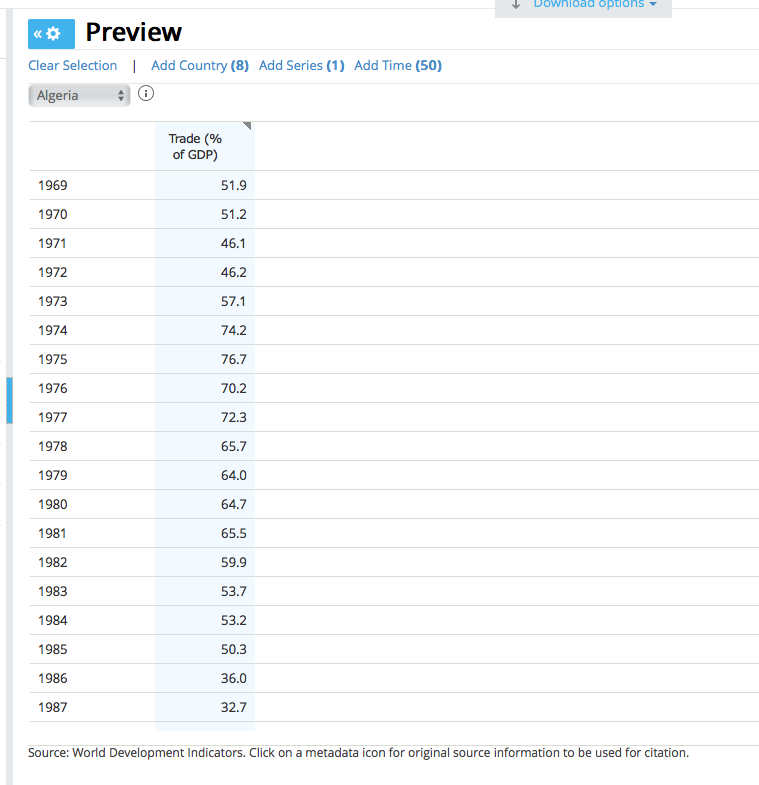 Download options
« Preview
Clear Selection | Add Country (8) Add Series (1) Add Time (50)
Algeria
Trade (%
of GDP)
1969 51.9
1970 51.2
1971 46.1
1972 46.2
1973 57.1
1974 74.2
1975 76.7
1976 70.2
1977 72.3
1978 65.7
1979 64.0
1980 64.7
1981 65.5
1982 59.9
1983 53.7
1984 53.2
1985 50.3
1986 36.0
1987 32.7
Source: World Development Indicators. Click on a metadata icon for original source information to be used for citation.